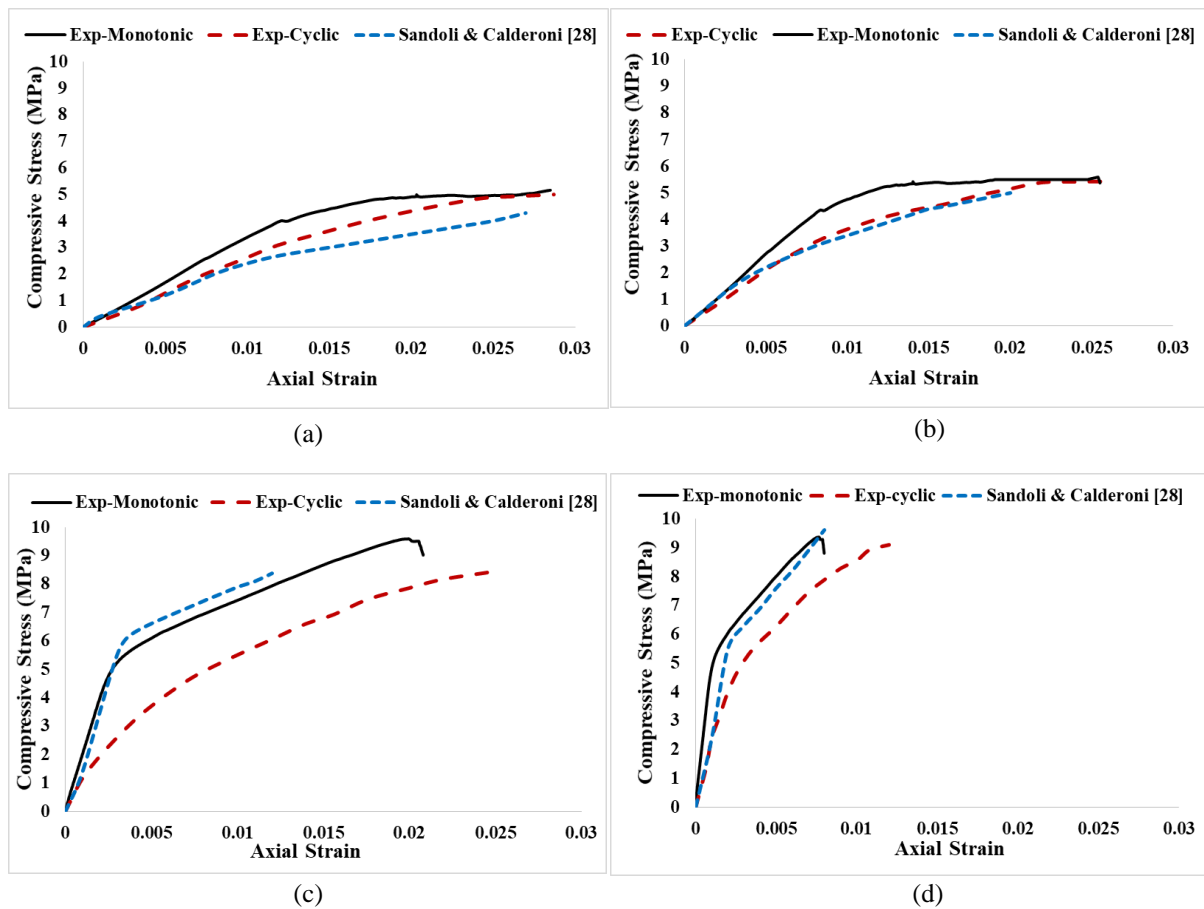 Exp-Monotonic Exp-Cyclic Sandoli & Calderoni [28]
Compressive Stress (MPa)
10
9
8
7
6
5
4
3
2
1
0
0 0.005 0.01 0.015 0.02 0.025 0.03
Axial Strain
(a)
Exp-Cyclic Exp-Monotonic Sandoli & Calderoni [28]
Compressive Stress (MPa)
10
9
8
7
6
5
4
3
2
1
0
0 0.005 0.01 0.015 0.02 0.025 0.03
Axial Strain
(b)
Exp-Monotonic Exp-Cyclic Sandoli & Calderoni [28]
Compressive Stress (MPa)
10
9
8
7
6
5
4
3
2
1
0
0 0.005 0.01 0.015 0.02 0.025 0.03
Axial Strain
(c)
Exp-monotonic Exp-cyclic Sandoli & Calderoni [28]
Compressive Stress (MPa)
10
9
8
7
6
5
4
3
2
1
0
0 0.005 0.01 0.015 0.02 0.025 0.03
Axial Strain
(d)